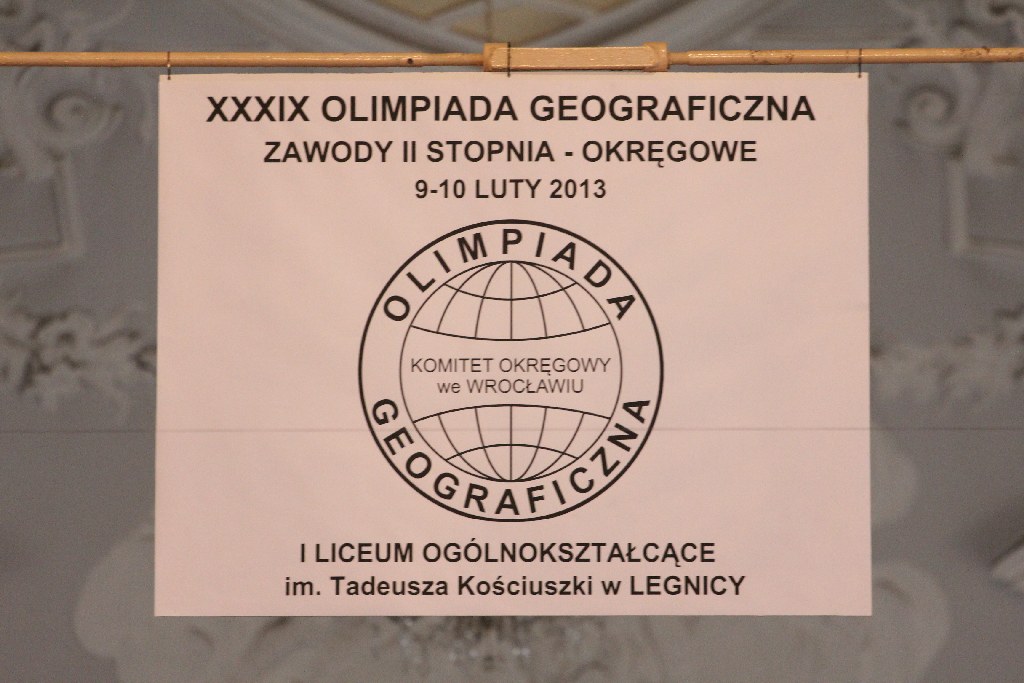 XXXIX OLIMPIADA GEOGRAFICZNA
ZAWODY II STOPNIA - OKRĘGOWE
9-10 LUTY 2013
OLIMPIADA
KOMITET OKRĘGOWY
we WROCŁAWIU
GEOGRAFICZNA
I LICEUM OGÓLNOKSZTAŁCĄCE
im. Tadeusza Kościuszki w LEGNICY